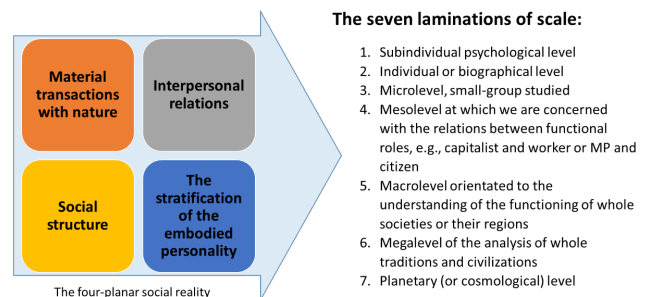 Material
transactions
with nature
Interpersonal
relations
Social
structure
The
stratification
of the
embodied
personality
The four-planar social reality
The seven laminations of scale:
1. Subindividual psychological level
2. Individual or biographical level
3. Microlevel, small-group studied
4. Mesolevel at which we are concerned
with the relations between functional
roles, e.g., capitalist and worker or MP and
citizen
5. Macrolevel orientated to the
understanding of the functioning of whole
societies or their regions
6. Megalevel of the analysis of whole
traditions and civilizations
7. Planetary (or cosmological) level